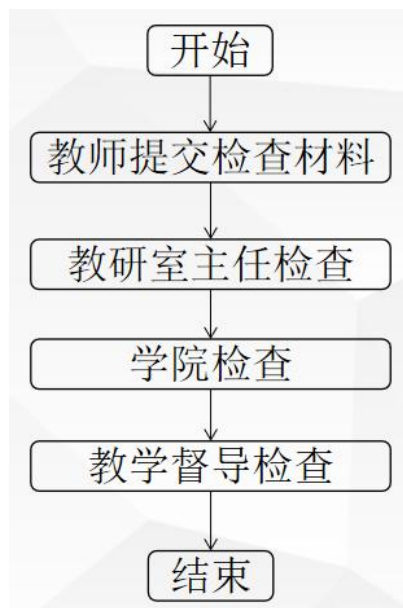 开始
教师提交检查材料
教研室主任检查
学院检查
教学督导检查
结束